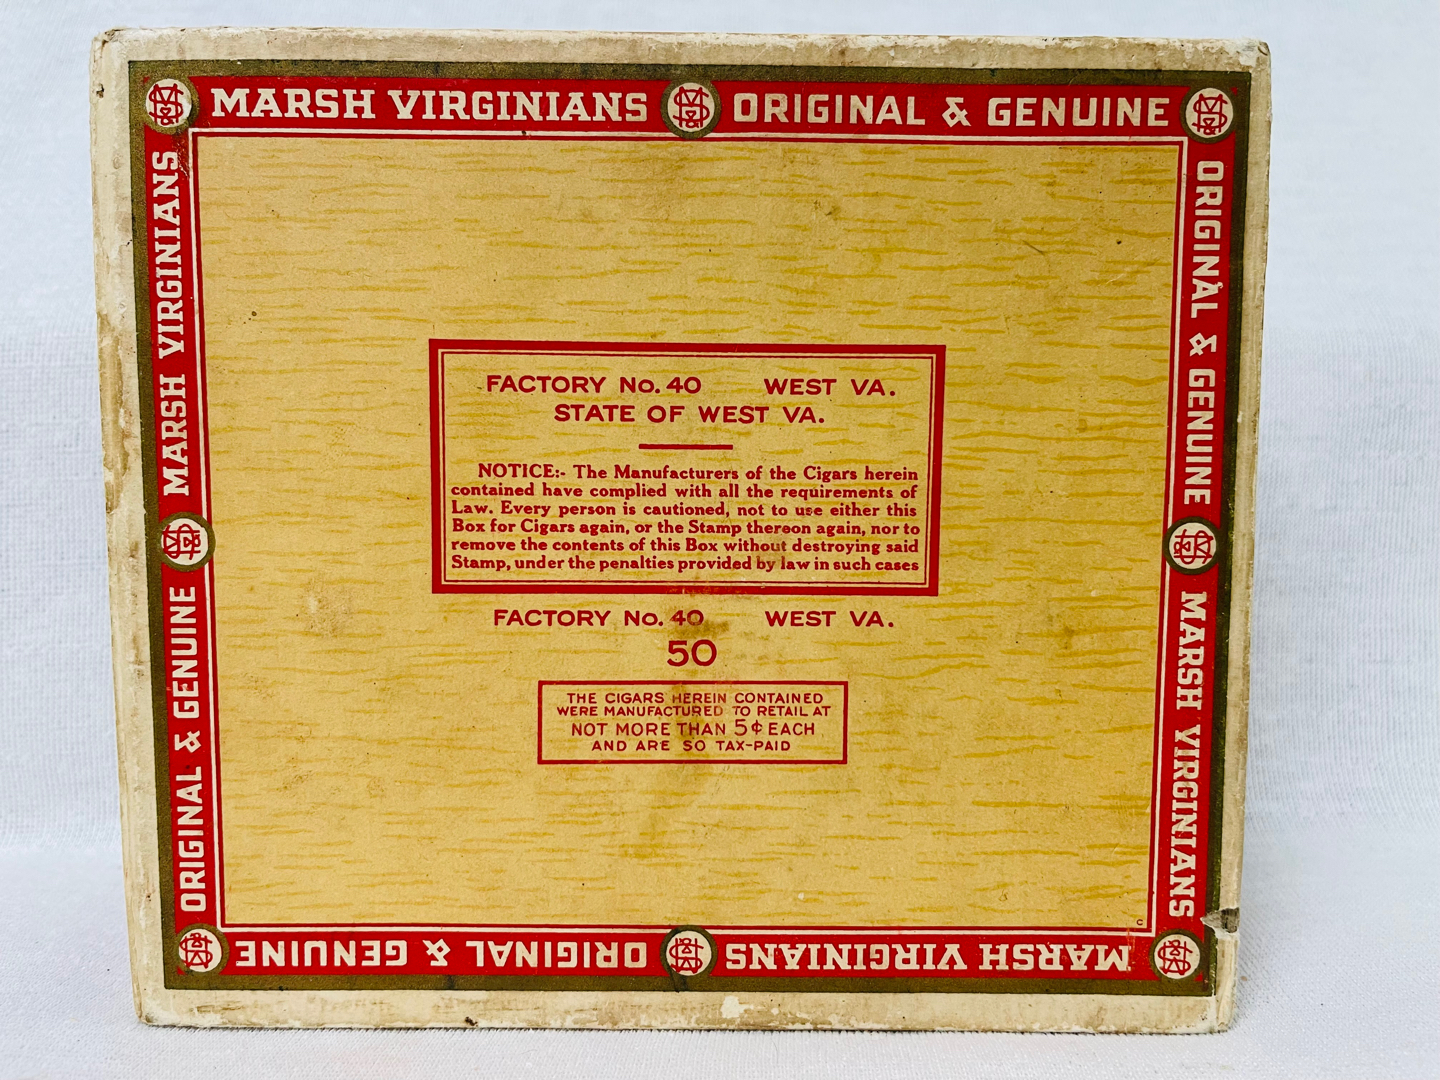 MARSH VIRGINIANS ORIGINAL & GENUINE
ORIGINAL & GENUINE MARSH VIRGINIANS
MARSH VIRGINIANS ORIGINAL & GENUINE
ORIGINAL & GENUINE MARSH VIRGINIANS
FACTORY No. 40 WEST VA.
STATE OF WEST VA.
NOTICE:- The Manufacturers of the Cigars herein
contained have complied with all the requirements of
Law. Every person is cautioned, not to use either this
Box for Cigars again, or the Stamp thereon again, nor to
remove the contents of this Box without destroying said
Stamp, under the penalties provided by law in such cases
FACTORY No. 40 WEST VA.
50
THE CIGARS HEREIN CONTAINED
WERE MANUFACTURED TO RETAIL AT
NOT MORE THAN 5¢ EACH
AND ARE SO TAX-PAID
C